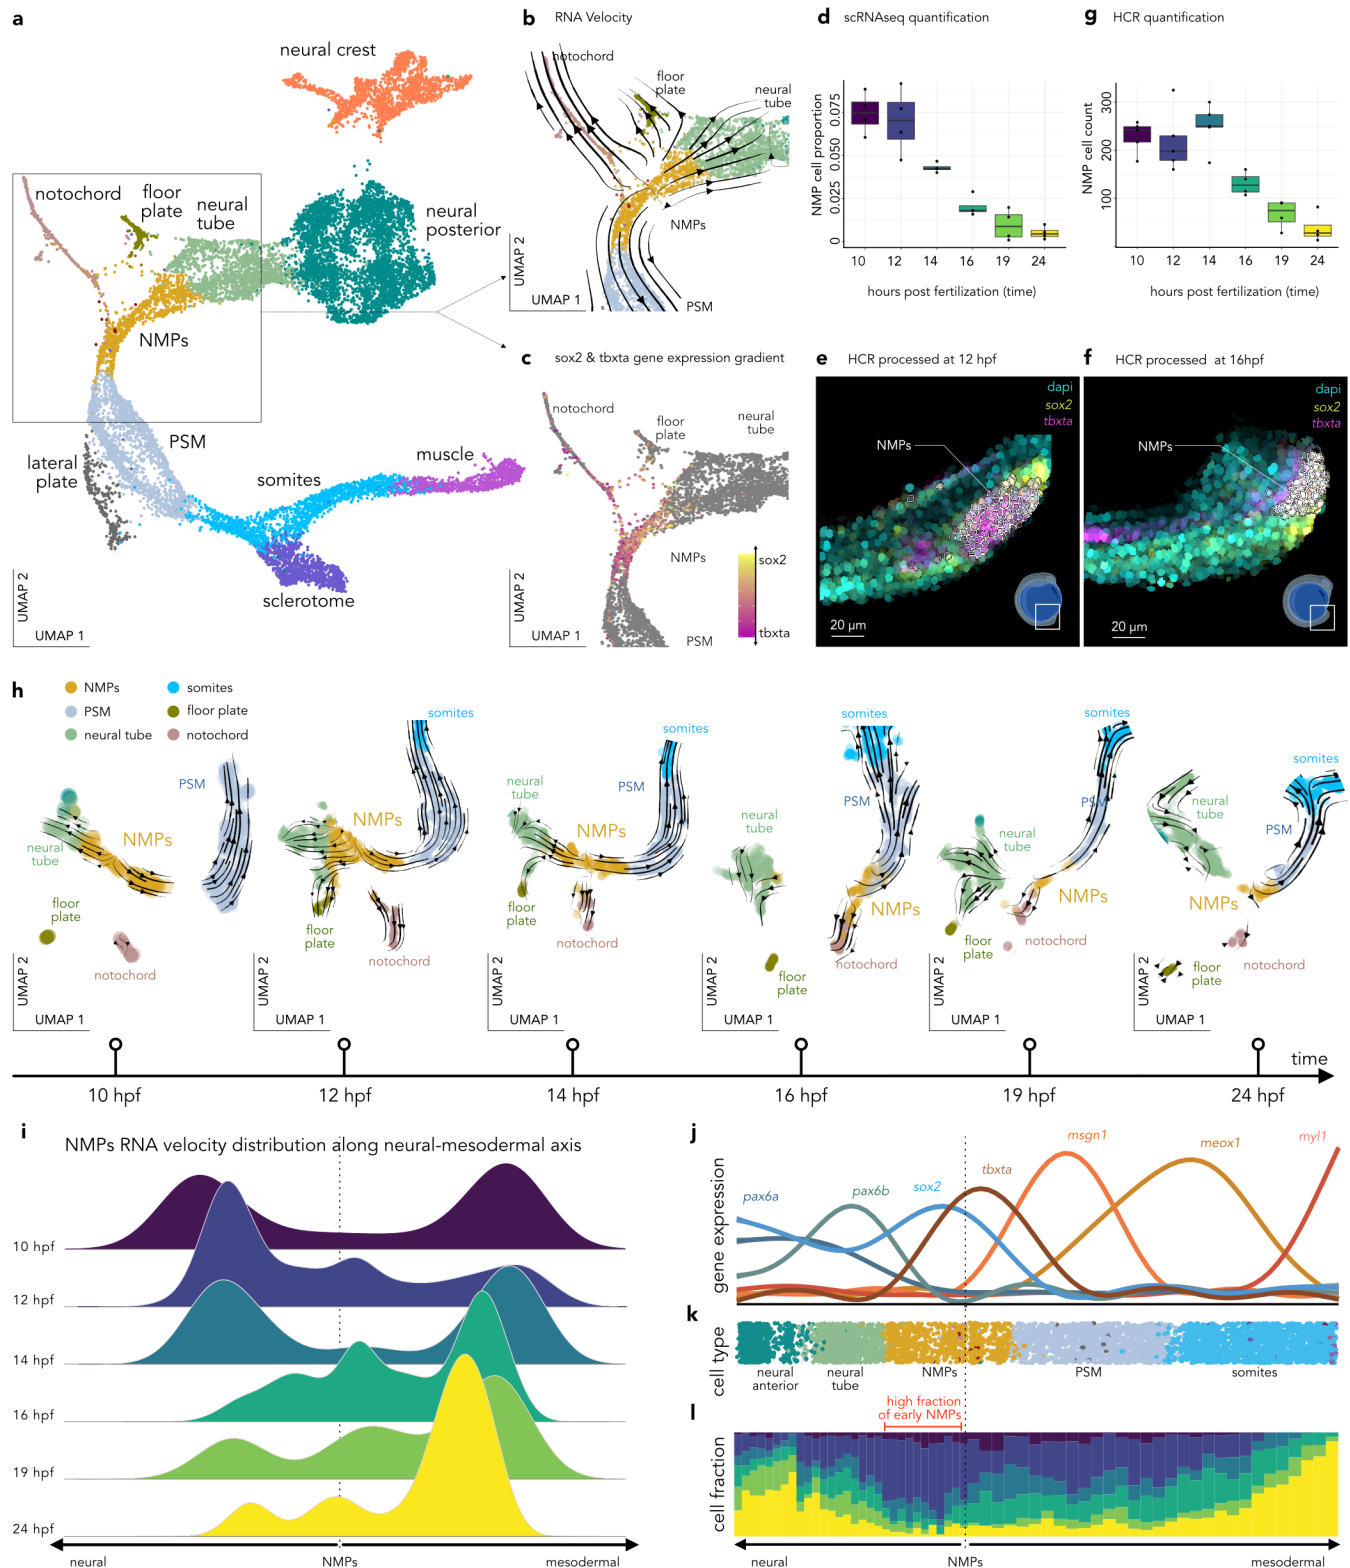 a
neural crest
notochord
floor
plate
neural
tube
neural
posterior
NMPs
PSM
lateral
plate
somites
muscle
sclerotome
UMAP 2
UMAP 1
b RNA Velocity
notochord
floor
plate
neural
tube
NMPs
PSM
UMAP 2
UMAP 1
c sox2 & tbxta gene expression gradient
notochord
floor
plate
neural
tube
NMPs
sox2
tbxta
PSM
UMAP 2
UMAP 1
d scRNAseq quantification
NMP cell proportion
0.075
0.050
0.025
0
10 12 14 16 19 24
hours post fertilization (time)
g HCR quantification
NMP cell count
300
200
100
10 12 14 16 19 24
hours post fertilization (time)
e HCR processed at 12 hpf
dapi
sox2
tbxta
NMPs
20 µm
f HCR processed at 16hpf
dapi
sox2
tbxta
NMPs
20 µm
h
NMPs
PSM
neural tube
somites
floor plate
notochord
PSM
NMPs
neural
tube
floor
plate
notochord
UMAP 2
UMAP 1
somites
NMPs
floor
plate
notochord
UMAP 2
UMAP 1
somites
neural
tube
PSM
NMPs
floor
plate
notochord
UMAP 2
UMAP 1
somites
PSM
neural
tube
NMPs
notochord
floor
plate
UMAP 2
UMAP 1
somites
PSM
neural
tube
NMPs
floor
plate
notochord
UMAP 2
UMAP 1
somites
neural
tube
PSM
NMPs
floor
plate
notochord
UMAP 2
UMAP 1
time
10 hpf 12 hpf 14 hpf 16 hpf 19 hpf 24 hpf
i
NMPs RNA velocity distribution along neural-mesodermal axis
10 hpf
12 hpf
14 hpf
16 hpf
19 hpf
24 hpf
neural NMPs mesodermal
j
gene expression
pax6a
pax6b
sox2
tbxta
msgn1
meox1
myl1
k
cell type
neural
anterior
neural
tube
NMPs
PSM
somites
high fraction
of early NMPs
l
cell fraction
neural NMPs mesodermal